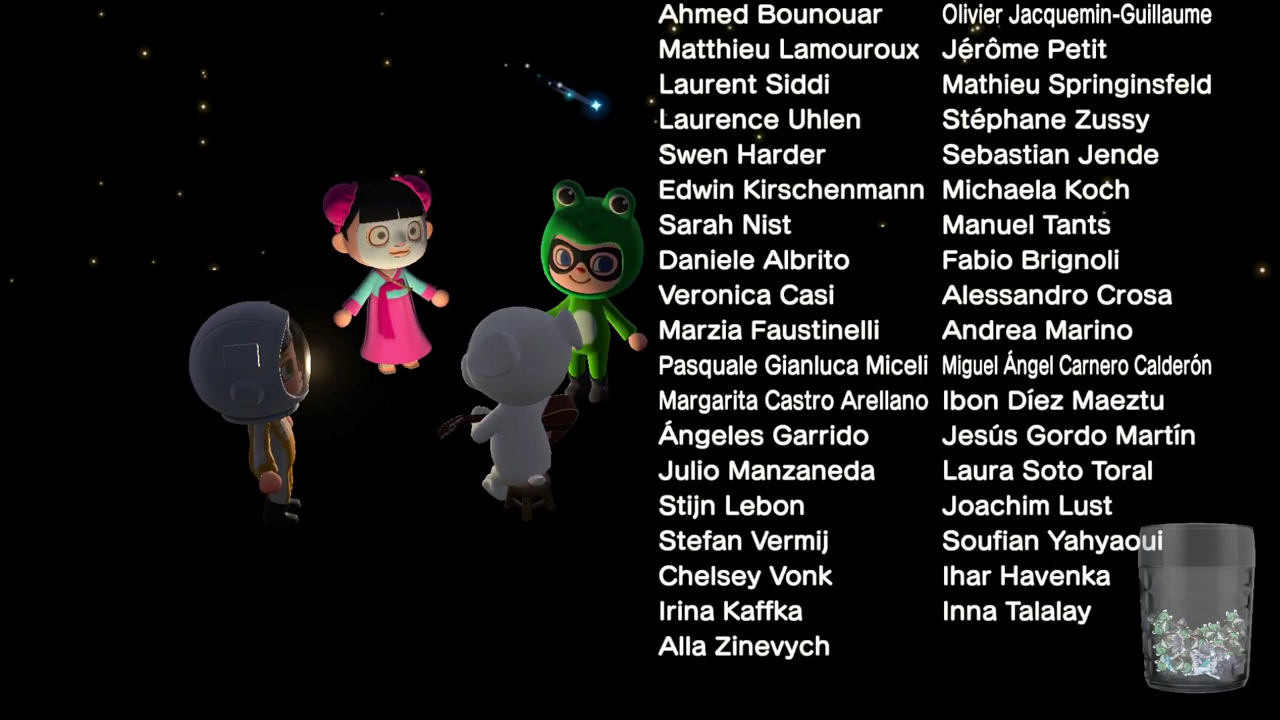 Ahmed Bounouar Olivier Jacquemin-Guillaume
Matthieu Lamouroux Jérôme Petit
Laurent Siddi Mathieu Springinsfeld
Laurence Uhlen Stéphane Zussy
Swen Harder Sebastian Jende
Edwin Kirschenmann Michaela Koch
Sarah Nist Manuel Tants
Daniele Albrito Fabio Brignoli
Veronica Casi Alessandro Crosa
Marzia Faustinelli Andrea Marino
Pasquale Gianluca Miceli Miguel Ángel Carnero Calderón
Margarita Castro Arellano Ibon Díez Maeztu
Ángeles Garrido Jesús Gordo Martín
Julio Manzaneda Laura Soto Toral
Stijn Lebon Joachim Lust
Stefan Vermij Soufian Yahyaoui
Chelsey Vonk Ihar Havenka
Irina Kaffka Inna Talalay
Alla Zinevych